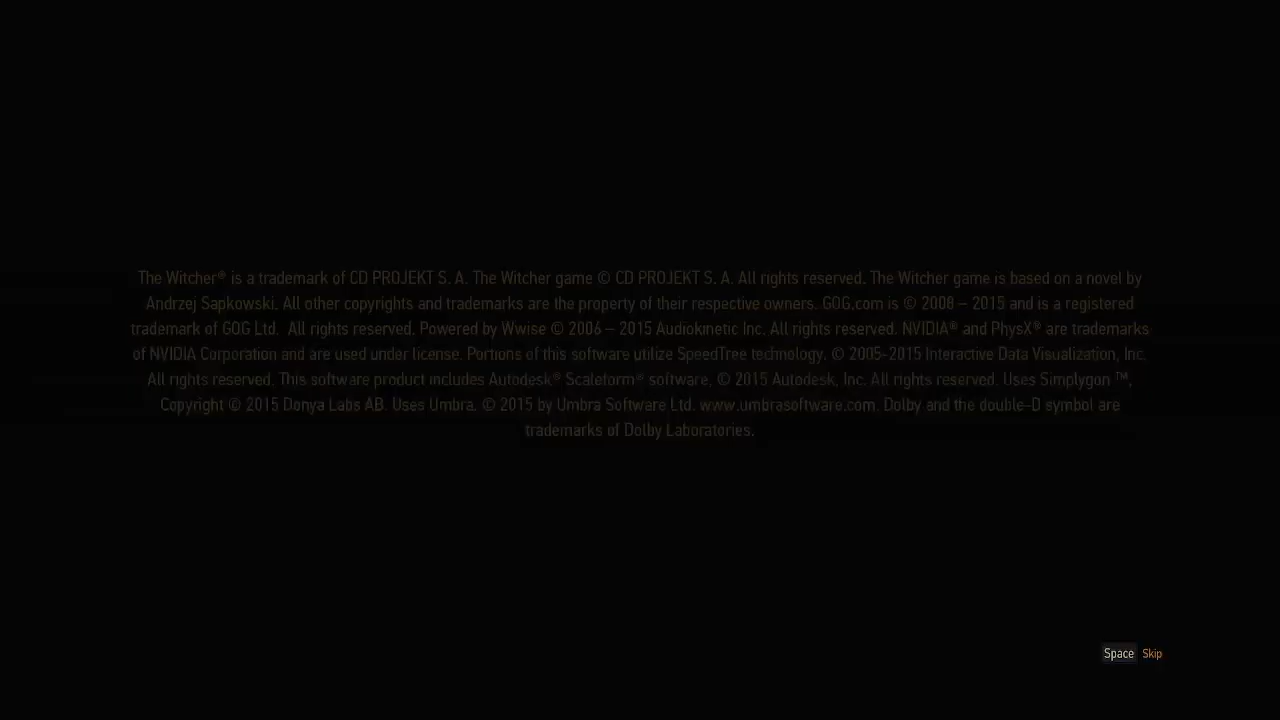 The Witcher® is a trademark of CD PROJEKT S. A. The Witcher game © CD PROJEKT S. A. All rights reserved. The Witcher game is based on a novel by
Andrzej Sapkowski. All other copyrights and trademarks are the property of their respective owners. GOG.com is © 2008 – 2015 and is a registered
trademark of GOG Ltd.  All rights reserved. Powered by Wwise © 2006 – 2015 Audiokinetic Inc. All rights reserved. NVIDIA® and PhysX® are trademarks
of NVIDIA Corporation and are used under license. Portions of this software utilize SpeedTree technology. © 2005-2015 Interactive Data Visualization, Inc.
All rights reserved. This software product includes Autodesk® Scaleform® software, © 2015 Autodesk, Inc. All rights reserved. Uses Simplygon ™,
Copyright © 2015 Donya Labs AB. Uses Umbra. © 2015 by Umbra Software Ltd. www.umbrasoftware.com. Dolby and the double-D symbol are
trademarks of Dolby Laboratories.
Space Skip